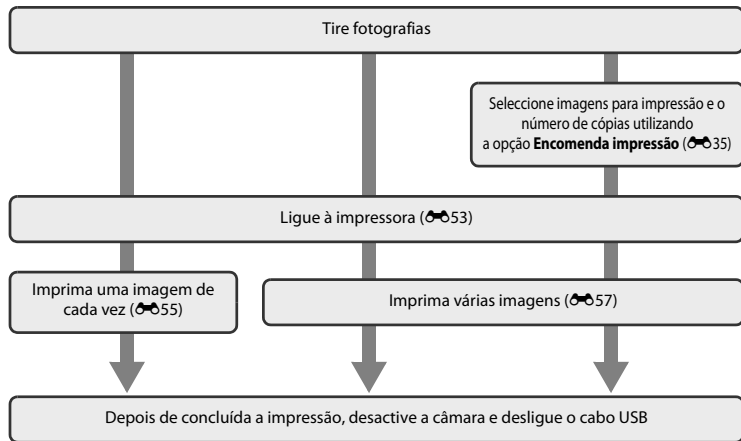 Tire fotografias
Seleccione imagens para impressão e o
número de cópias utilizando
a opção Encomenda impressão (35)
Ligue à impressora (53)
Imprima uma imagem de
cada vez (55)
Imprima várias imagens (57)
Depois de concluída a impressão, desactive a câmara e desligue o cabo USB